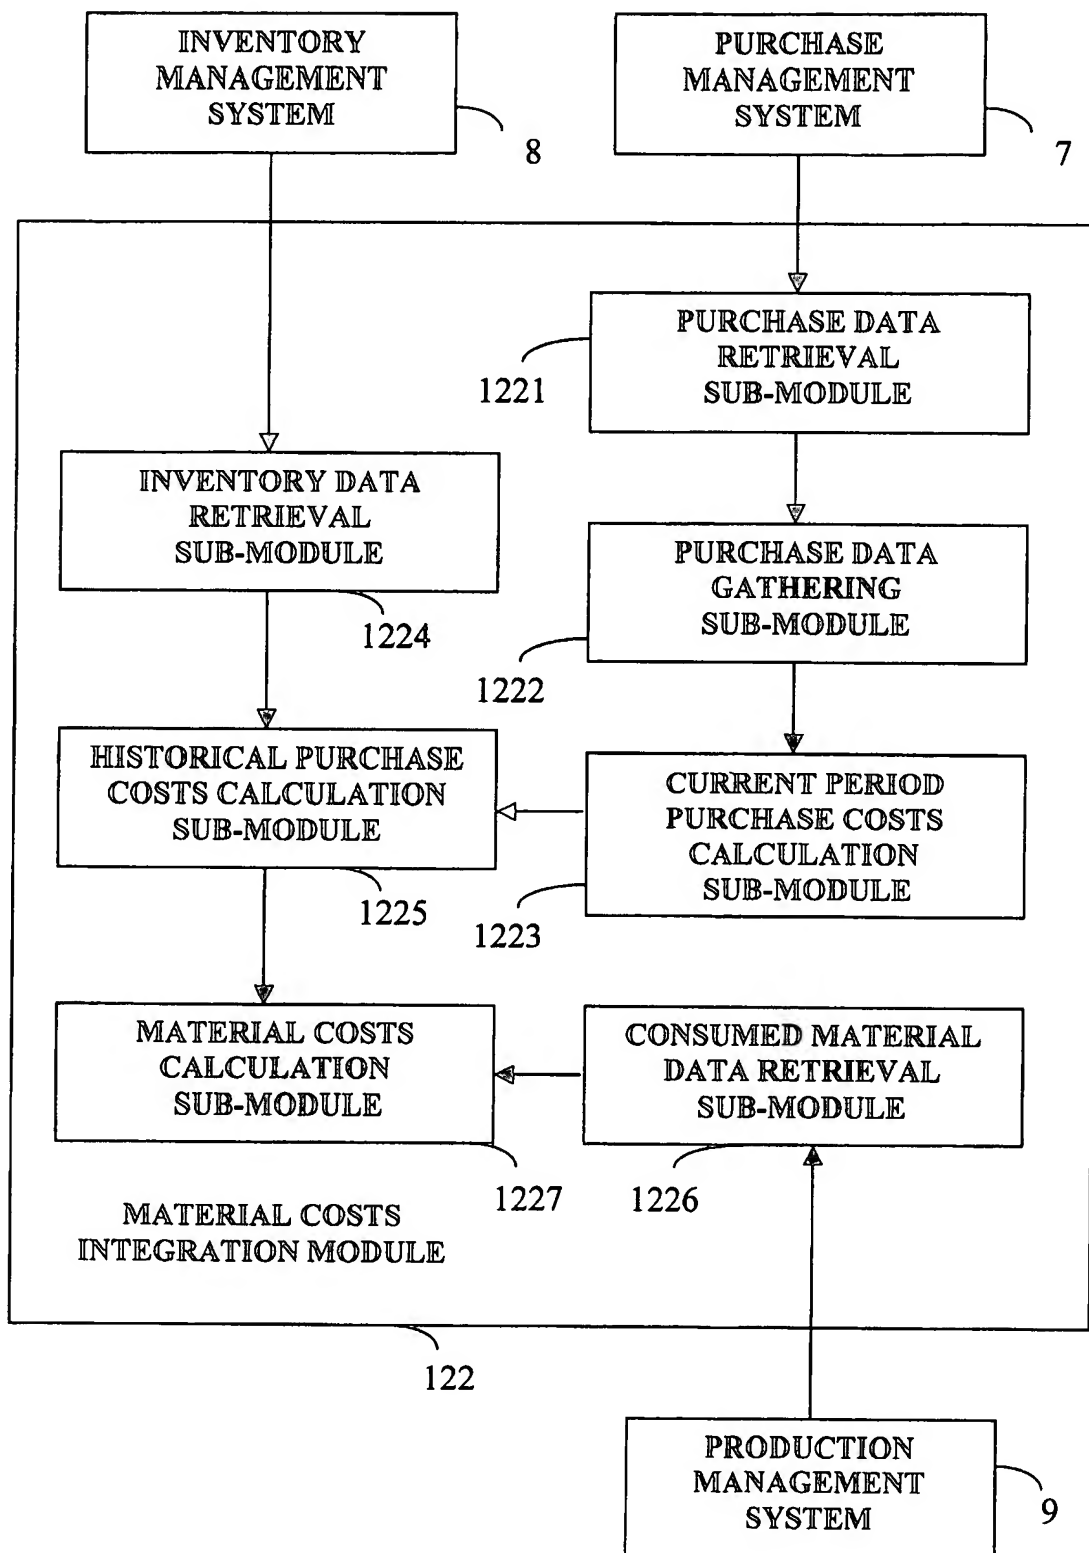 INVENTORY
MANAGEMENT
SYSTEM
8
PURCHASE
MANAGEMENT
SYSTEM
7
PURCHASE DATA
RETRIEVAL
SUB-MODULE
1221
INVENTORY DATA
RETRIEVAL
SUB-MODULE
1224
PURCHASE DATA
GATHERING
SUB-MODULE
1222
HISTORICAL PURCHASE
COSTS CALCULATION
SUB-MODULE
1225
CURRENT PERIOD
PURCHASE COSTS
CALCULATION
SUB-MODULE
1223
MATERIAL COSTS
CALCULATION
SUB-MODULE
1227
CONSUMED MATERIAL
DATA RETRIEVAL
SUB-MODULE
1226
MATERIAL COSTS
INTEGRATION MODULE
122
PRODUCTION
MANAGEMENT
SYSTEM
9